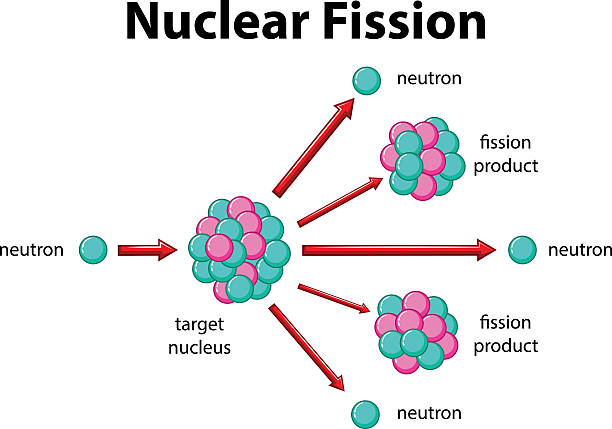 Nuclear Fission
neutron
fission
product
neutron
neutron
target
nucleus
fission
product
neutron